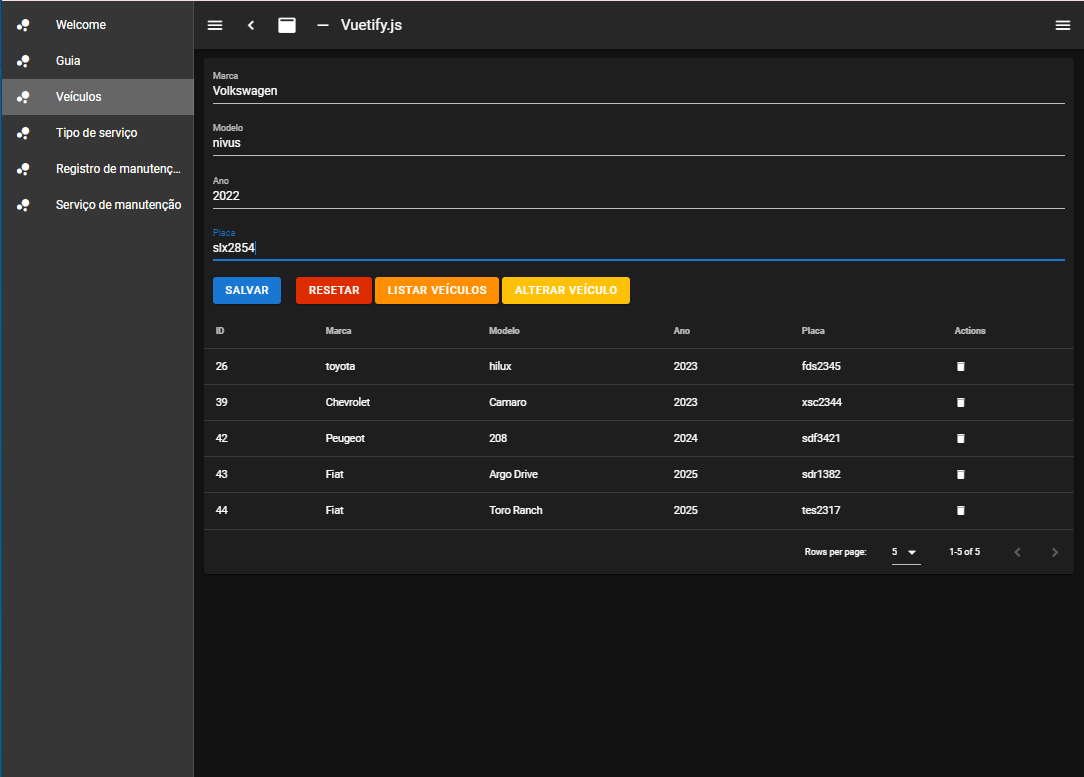 Welcome
Guia
Veículos
Tipo de serviço
Registro de manutenç...
Serviço de manutenção
Vuetify.js
Marca
Volkswagen
Modelo
nivus
Ano
2022
Placa
slx2854
SALVAR RESETAR LISTAR VEÍCULOS ALTERAR VEÍCULO
ID Marca Modelo Ano Placa Actions
26 toyota hilux 2023 fds2345
39 Chevrolet Camaro 2023 xsc2344
42 Peugeot 208 2024 sdf3421
43 Fiat Argo Drive 2025 sdr1382
44 Fiat Toro Ranch 2025 tes2317
Rows per page: 5 1-5 of 5